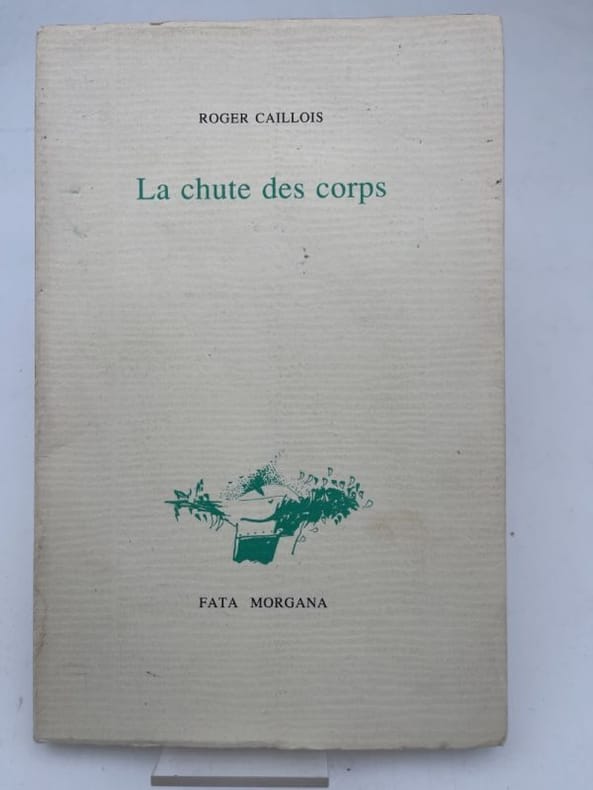 ROGER CAILLOIS
La chute des corps
FATA MORGANA